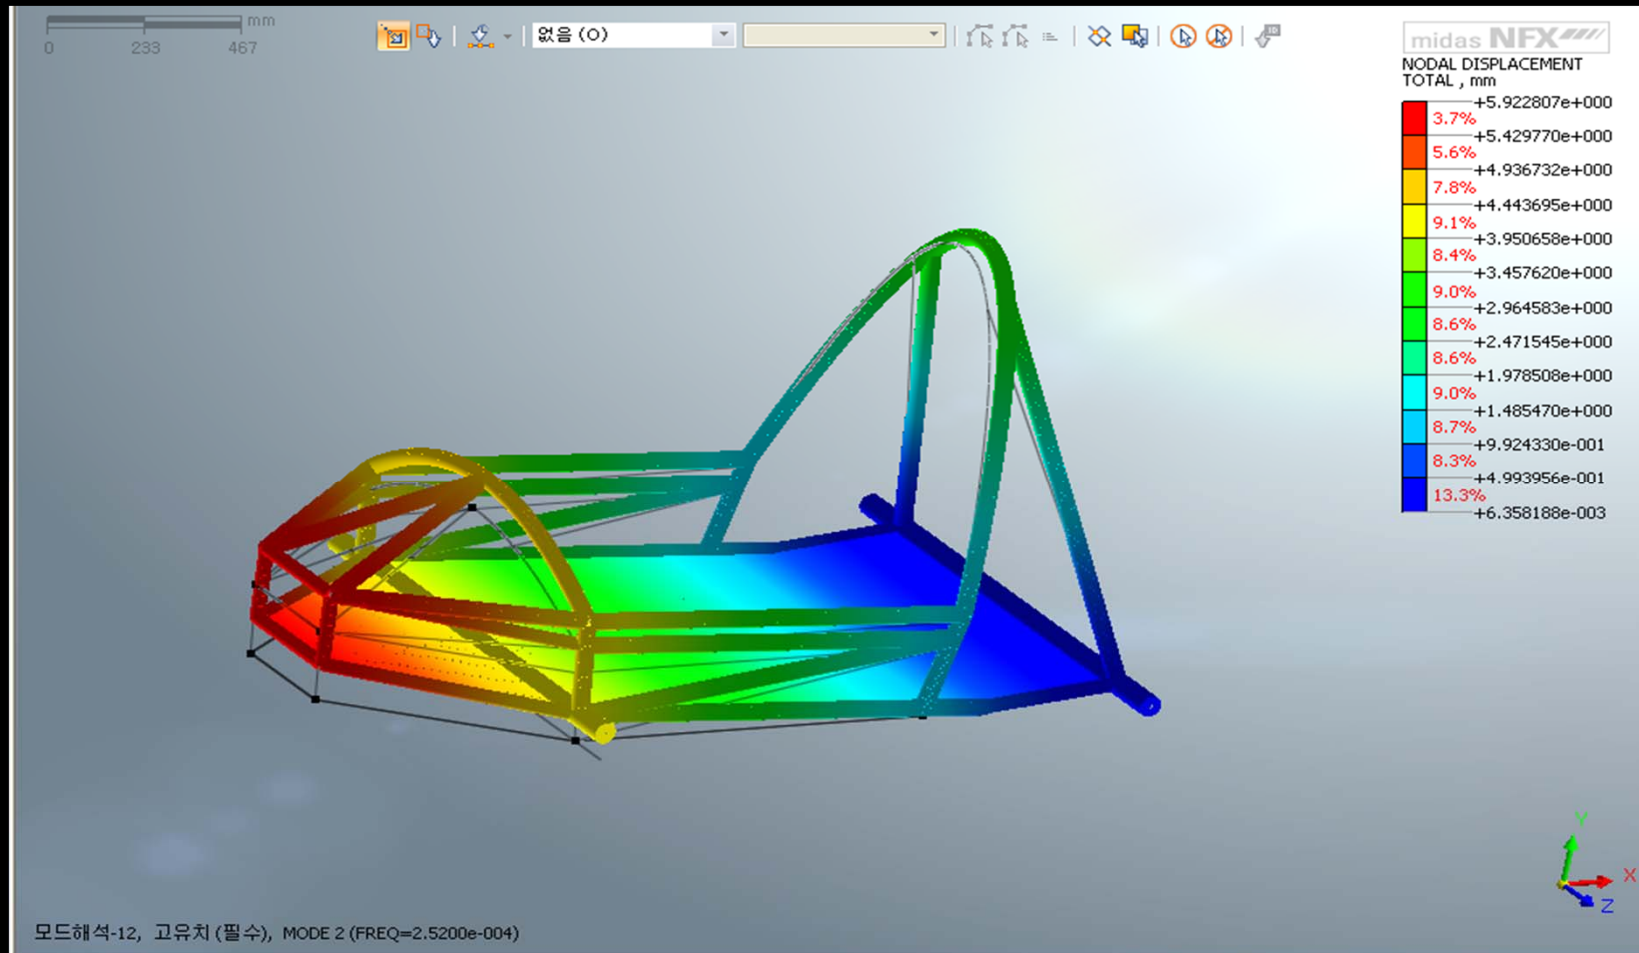 mm
0 233 467
없음 (O)
midas NFX
NODAL DISPLACEMENT
TOTAL , mm
+5.922807e+000
3.7%
+5.429770e+000
5.6%
+4.936732e+000
7.8%
+4.443695e+000
9.1%
+3.950658e+000
8.4%
+3.457620e+000
9.0%
+2.964583e+000
8.6%
+2.471545e+000
8.6%
+1.978508e+000
9.0%
+1.485470e+000
8.7%
+9.924330e-001
8.3%
+4.993956e-001
13.3%
+6.358188e-003
Y
X
Z
모드해석-12, 고유치 (필수), MODE 2 (FREQ=2.5200e-004)